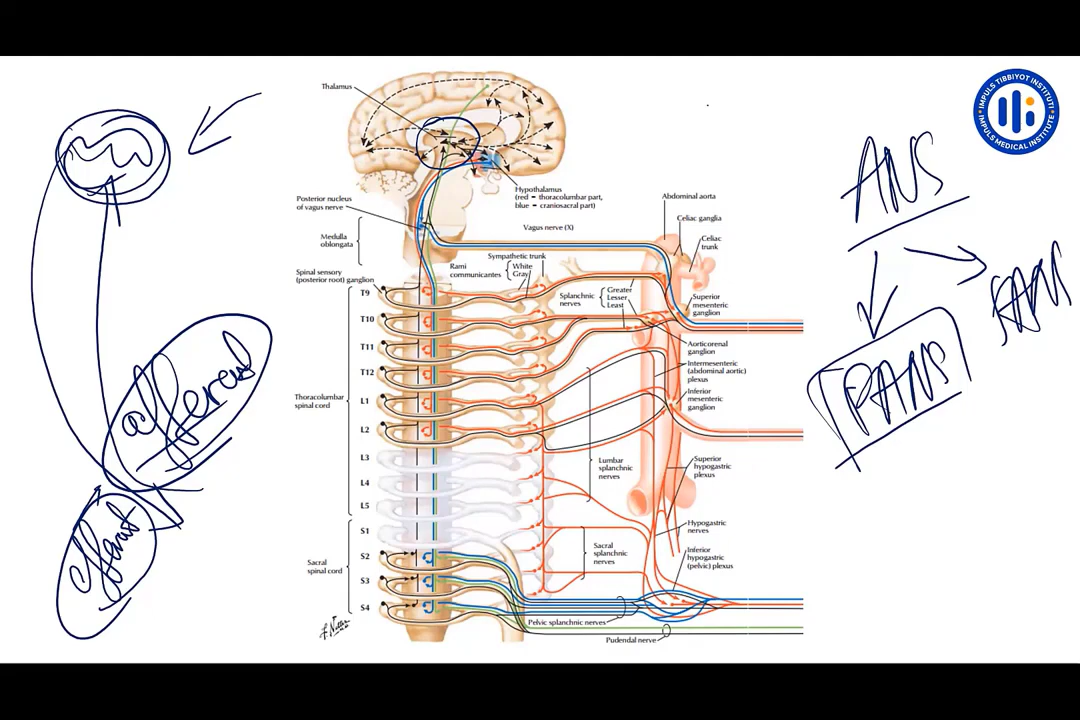 Thalamus
IMPULS TIBBIYOT INSTITUTI
IMPULS MEDICAL INSTITUTE
ANS
PANS
afferent
efferent
Hypothalamus
(red = thoracolumbar part,
blue = craniosacral part)
Posterior nucleus
of vagus nerve
Vagus nerve (X)
Medulla
oblongata
Abdominal aorta
Celiac ganglia
Celiac
trunk
Sympathetic trunk
Rami
communicantes
White
Gray
Spinal sensory
(posterior root) ganglion
T9
T10
T11
T12
L1
L2
L3
L4
L5
S1
S2
S3
S4
Splanchnic
nerves
Greater
Lesser
Least
Superior
mesenteric
ganglion
Aorticorenal
ganglion
Intermesenteric
(abdominal aortic)
plexus
Inferior
mesenteric
ganglion
Thoracolumbar
spinal cord
Lumbar
splanchnic
nerves
Superior
hypogastric
plexus
Hypogastric
nerves
Sacral
splanchnic
nerves
Inferior
hypogastric
(pelvic) plexus
Sacral
spinal cord
Pelvic splanchnic nerves
Pudendal nerve